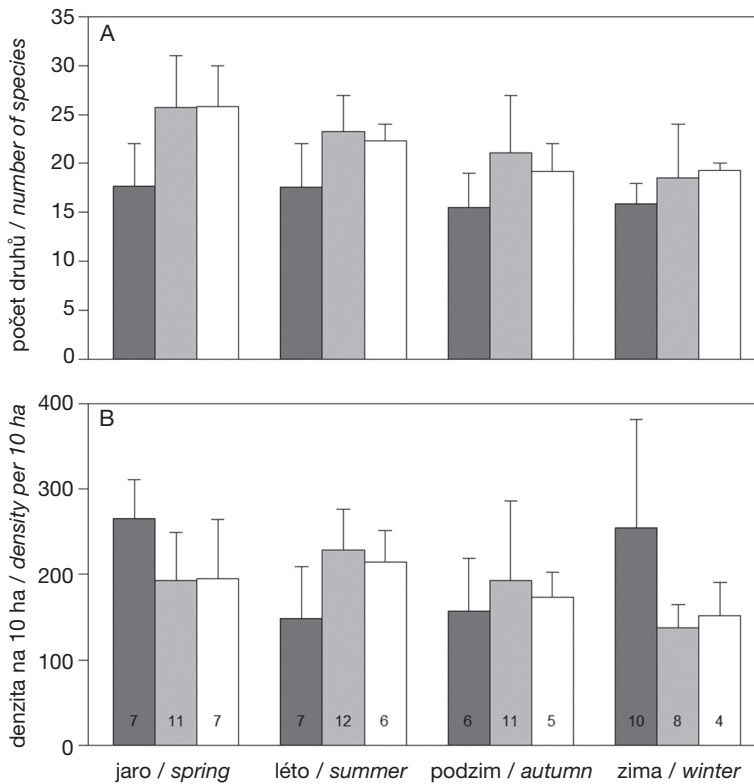 A
počet druhů / number of species
35
30
25
20
15
10
5
0
B
denzita na 10 ha / density per 10 ha
400
300
200
100
0
7 11 7 7 12 6 6 11 5 10 8 4
jaro / spring léto / summer podzim / autumn zima / winter